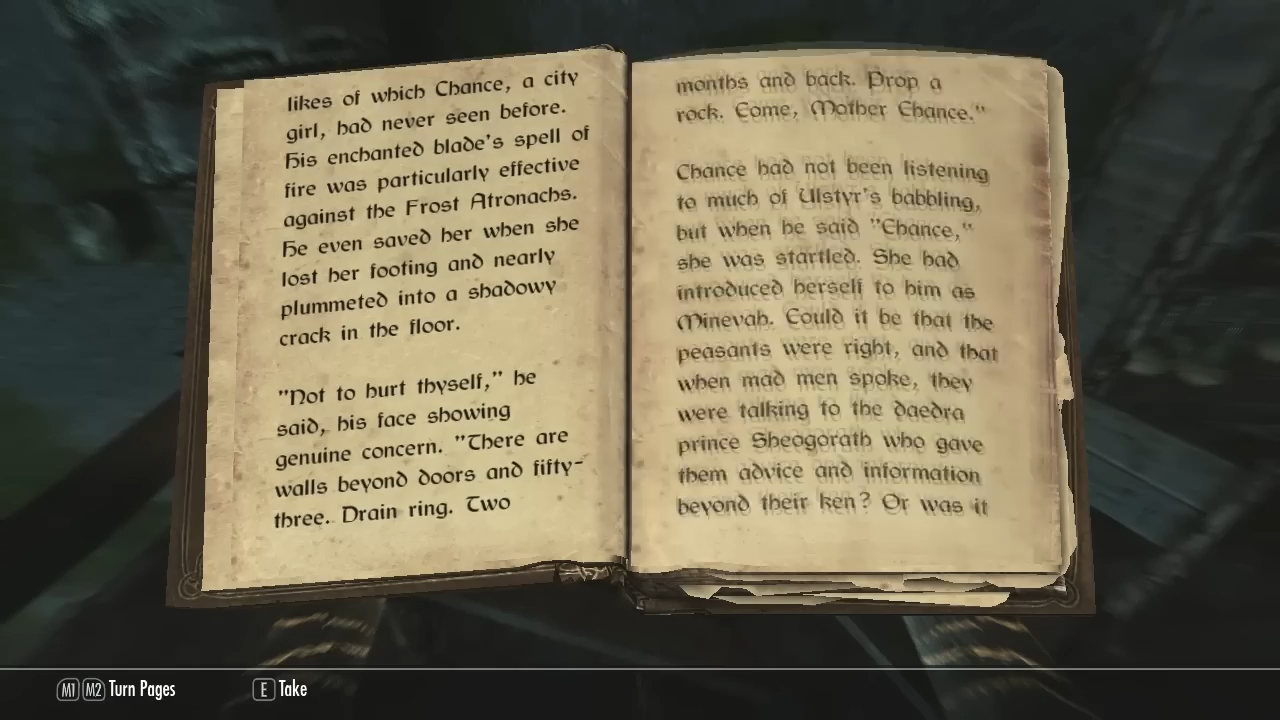 likes of which Chance, a city
girl, had never seen before.
His enchanted blade's spell of
fire was particularly effective
against the Frost Atronachs.
He even saved her when she
lost her footing and nearly
plummeted into a shadowy
crack in the floor.
"Not to hurt thyself," he
said, his face showing
genuine concern. "There are
walls beyond doors and fifty-
three. Drain ring. Two
months and back. Prop a
rock. Come, Mother Chance."
Chance had not been listening
to much of Ulstyr's babbling,
but when he said "Chance,"
she was startled. She had
introduced herself to him as
Minevah. Could it be that the
peasants were right, and that
when mad men spoke, they
were talking to the daedra
prince Sheogorath who gave
them advice and information
beyond their ken? Or was it
M1 M2 Turn Pages
E Take